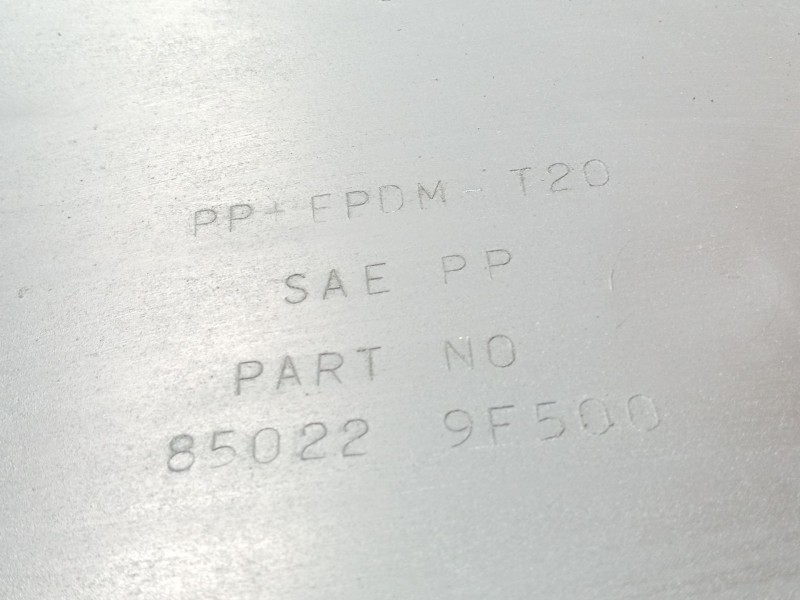 PP+EPDM-T20
SAE PP
PART NO
85022 9F500